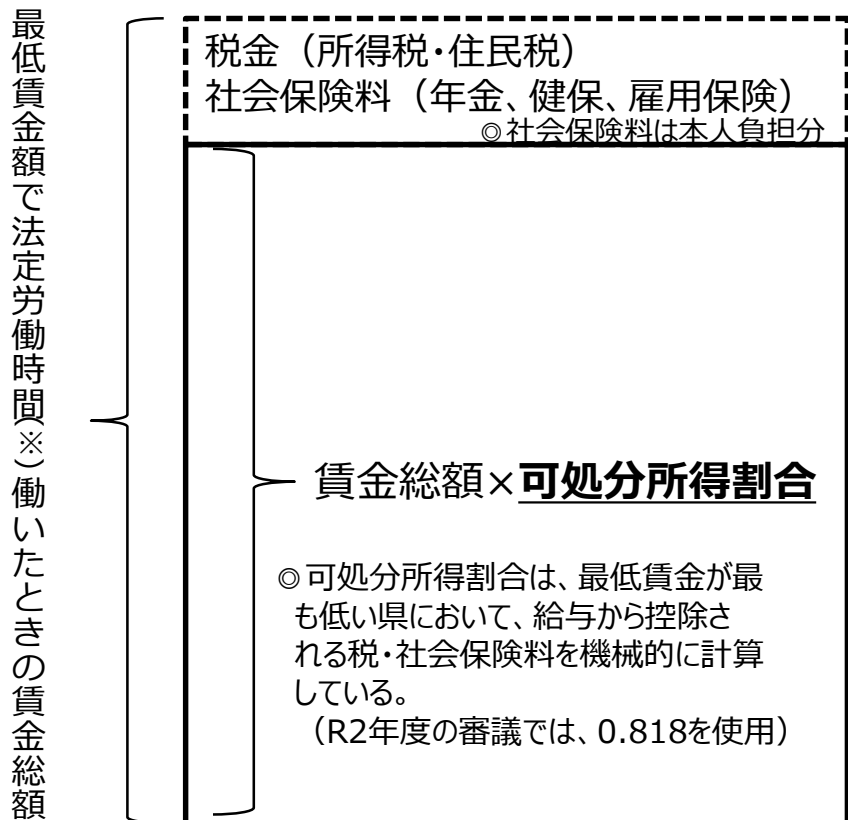 最低賃金額で法定労働時間(※)働いたときの賃金総額
税金（所得税・住民税）
社会保険料（年金、健保、雇用保険）
◎社会保険料は本人負担分
賃金総額×可処分所得割合
◎可処分所得割合は、最低賃金が最
も低い県において、給与から控除さ
れる税・社会保険料を機械的に計算
している。
（R2年度の審議では、0.818を使用）